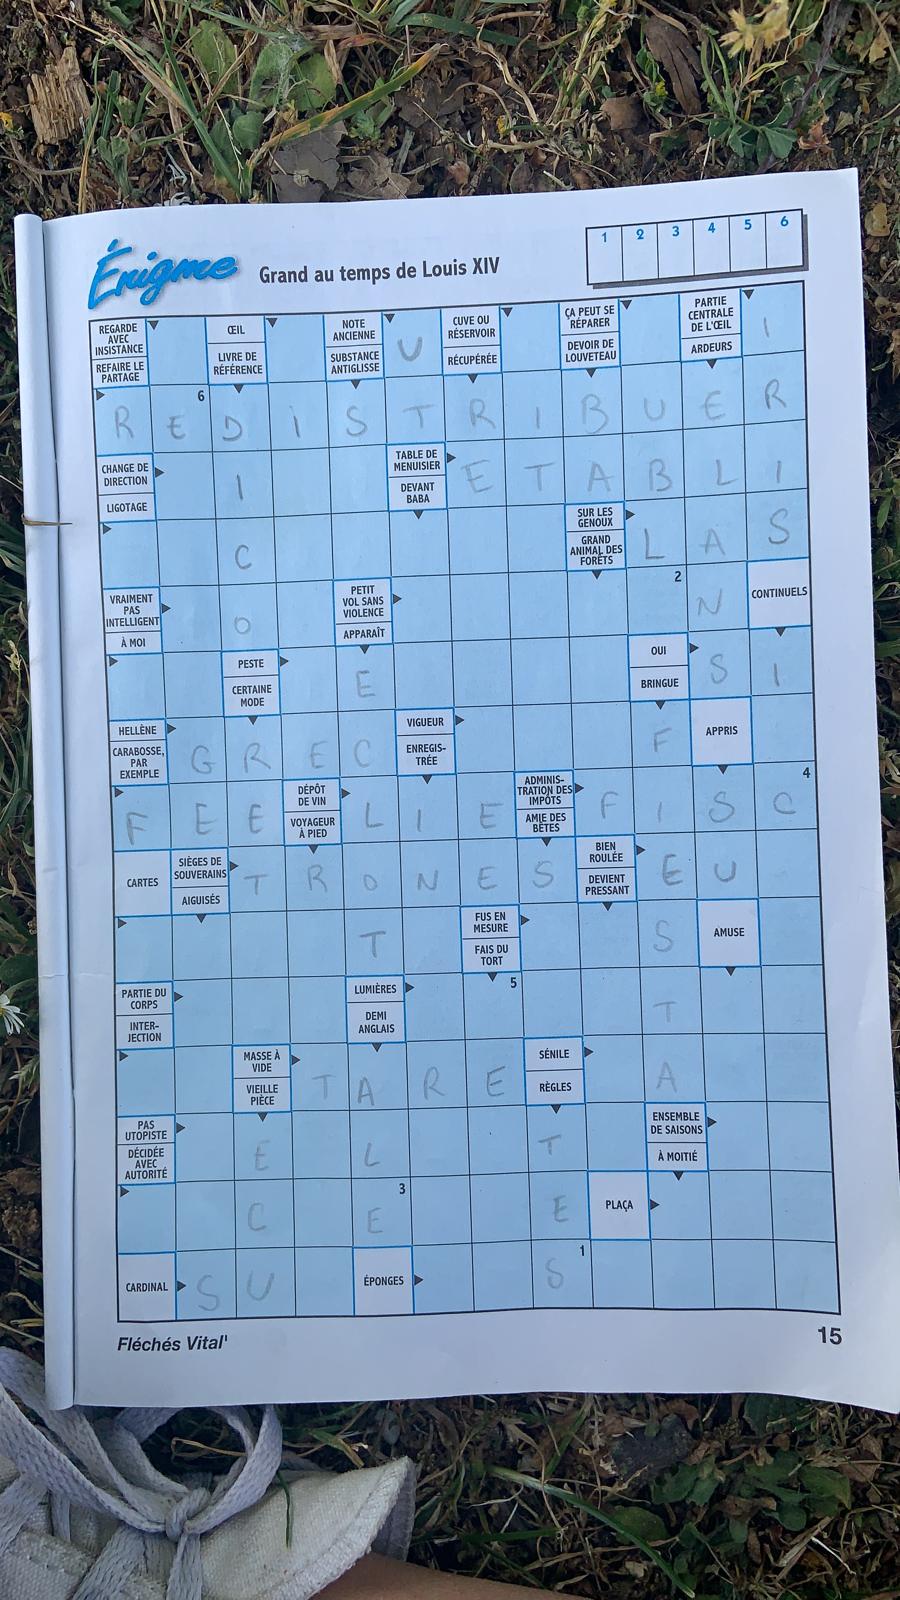 Énigme
Grand au temps de Louis XIV
1 2 3 4 5 6
REGARDE AVEC INSISTANCE
REFAIRE LE PARTAGE
ŒIL
LIVRE DE RÉFÉRENCE
NOTE ANCIENNE
SUBSTANCE ANTIGLISSE
U
CUVE OU RÉSERVOIR
RÉCUPÉRÉE
ÇA PEUT SE RÉPARER
DEVOIR DE LOUVETEAU
PARTIE CENTRALE DE L'ŒIL
ARDEURS
I
6
R E D I S T R I B U E R
CHANGE DE DIRECTION
LIGOTAGE
I
TABLE DE MENUISIER
DEVANT BABA
E T A B L I
C
SUR LES GENOUX
GRAND ANIMAL DES FORÊTS
L A S
VRAIMENT PAS INTELLIGENT
À MOI
O
PETIT VOL SANS VIOLENCE
APPARAÎT
2
N
CONTINUELS
PESTE
CERTAINE MODE
E
OUI
BRINGUE
S I
HELLÈNE
CARABOSSE, PAR EXEMPLE
G R E C
VIGUEUR
ENREGIS-
TRÉE
F
APPRIS
F E E
DÉPÔT DE VIN
VOYAGEUR À PIED
L I E
ADMINIS-
TRATION DES IMPÔTS
AMIE DES BÊTES
F I S C
4
CARTES
SIÈGES DE SOUVERAINS
AIGUISÉS
T R O N E S
BIEN ROULÉE
DEVIENT PRESSANT
E U
T
FUS EN MESURE
FAIS DU TORT
S
AMUSE
PARTIE DU CORPS
INTER-
JECTION
LUMIÈRES
DEMI ANGLAIS
5
T
MASSE À VIDE
VIEILLE PIÈCE
T A R E
SÉNILE
RÈGLES
A
PAS UTOPISTE
DÉCIDÉE AVEC AUTORITÉ
E
L
T
ENSEMBLE DE SAISONS
À MOITIÉ
C
3
E
E
PLAÇA
CARDINAL
S U
ÉPONGES
S
1
Fléchés Vital'
15